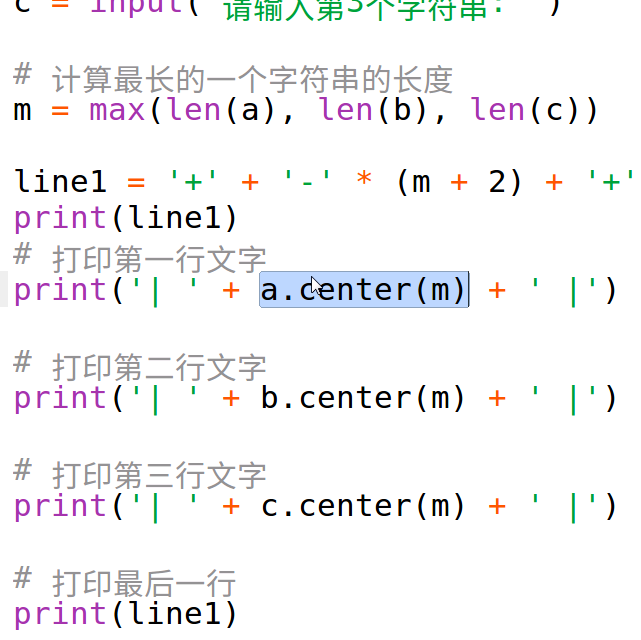 c = input("请输入第3个字符串: ")
# 计算最长的一个字符串的长度
m = max(len(a), len(b), len(c))
line1 = '+' + '-' * (m + 2) + '+'
print(line1)
# 打印第一行文字
print('| ' + a.center(m) + ' |')
# 打印第二行文字
print('| ' + b.center(m) + ' |')
# 打印第三行文字
print('| ' + c.center(m) + ' |')
# 打印最后一行
print(line1)